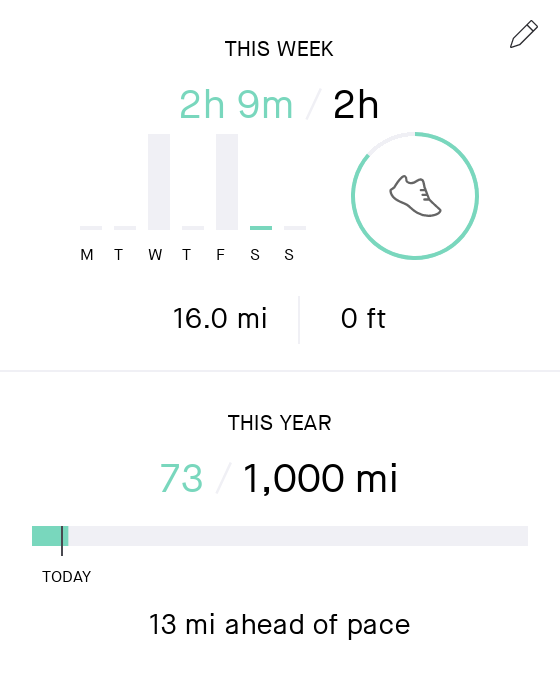 THIS WEEK
2h 9m / 2h
M T W T F S S
16.0 mi 0 ft
THIS YEAR
73 / 1,000 mi
TODAY
13 mi ahead of pace